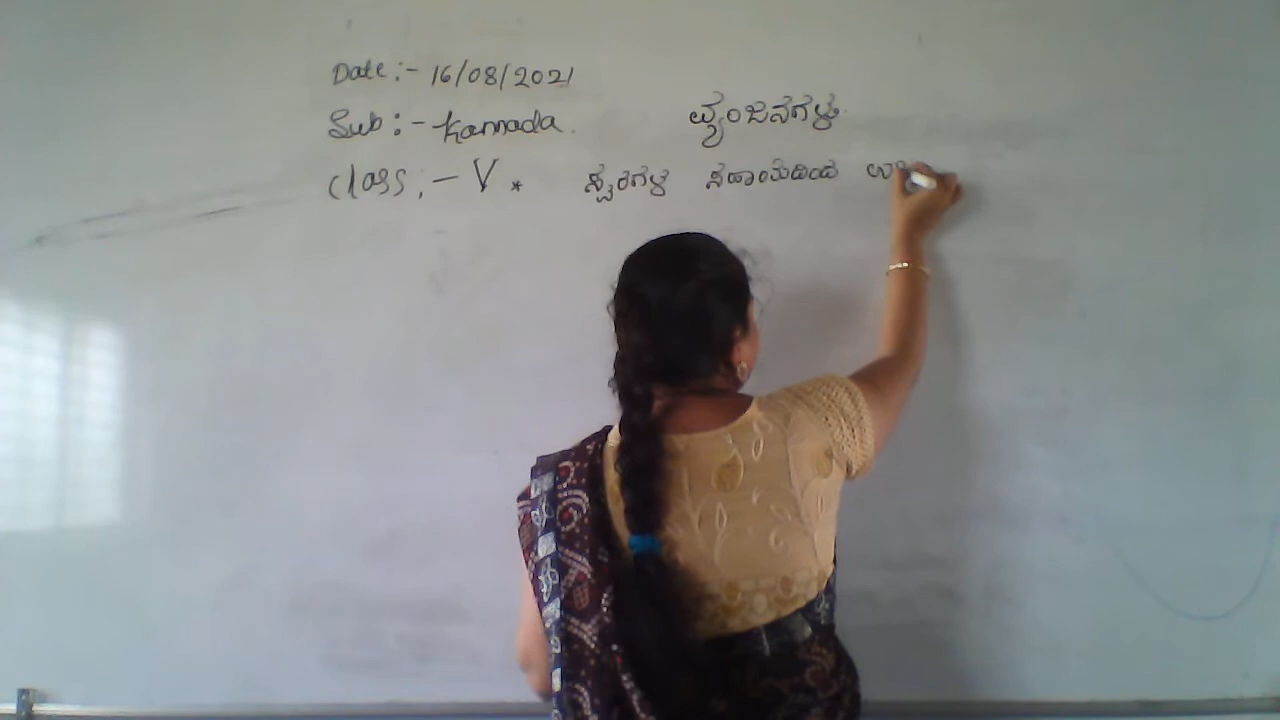 Date :- 16/08/2021
Sub :- Kannada.
ವ್ಯಂಜನಗಳು
Class :- V
* ಸ್ವರಗಳ ಸಹಾಯದಿಂದ